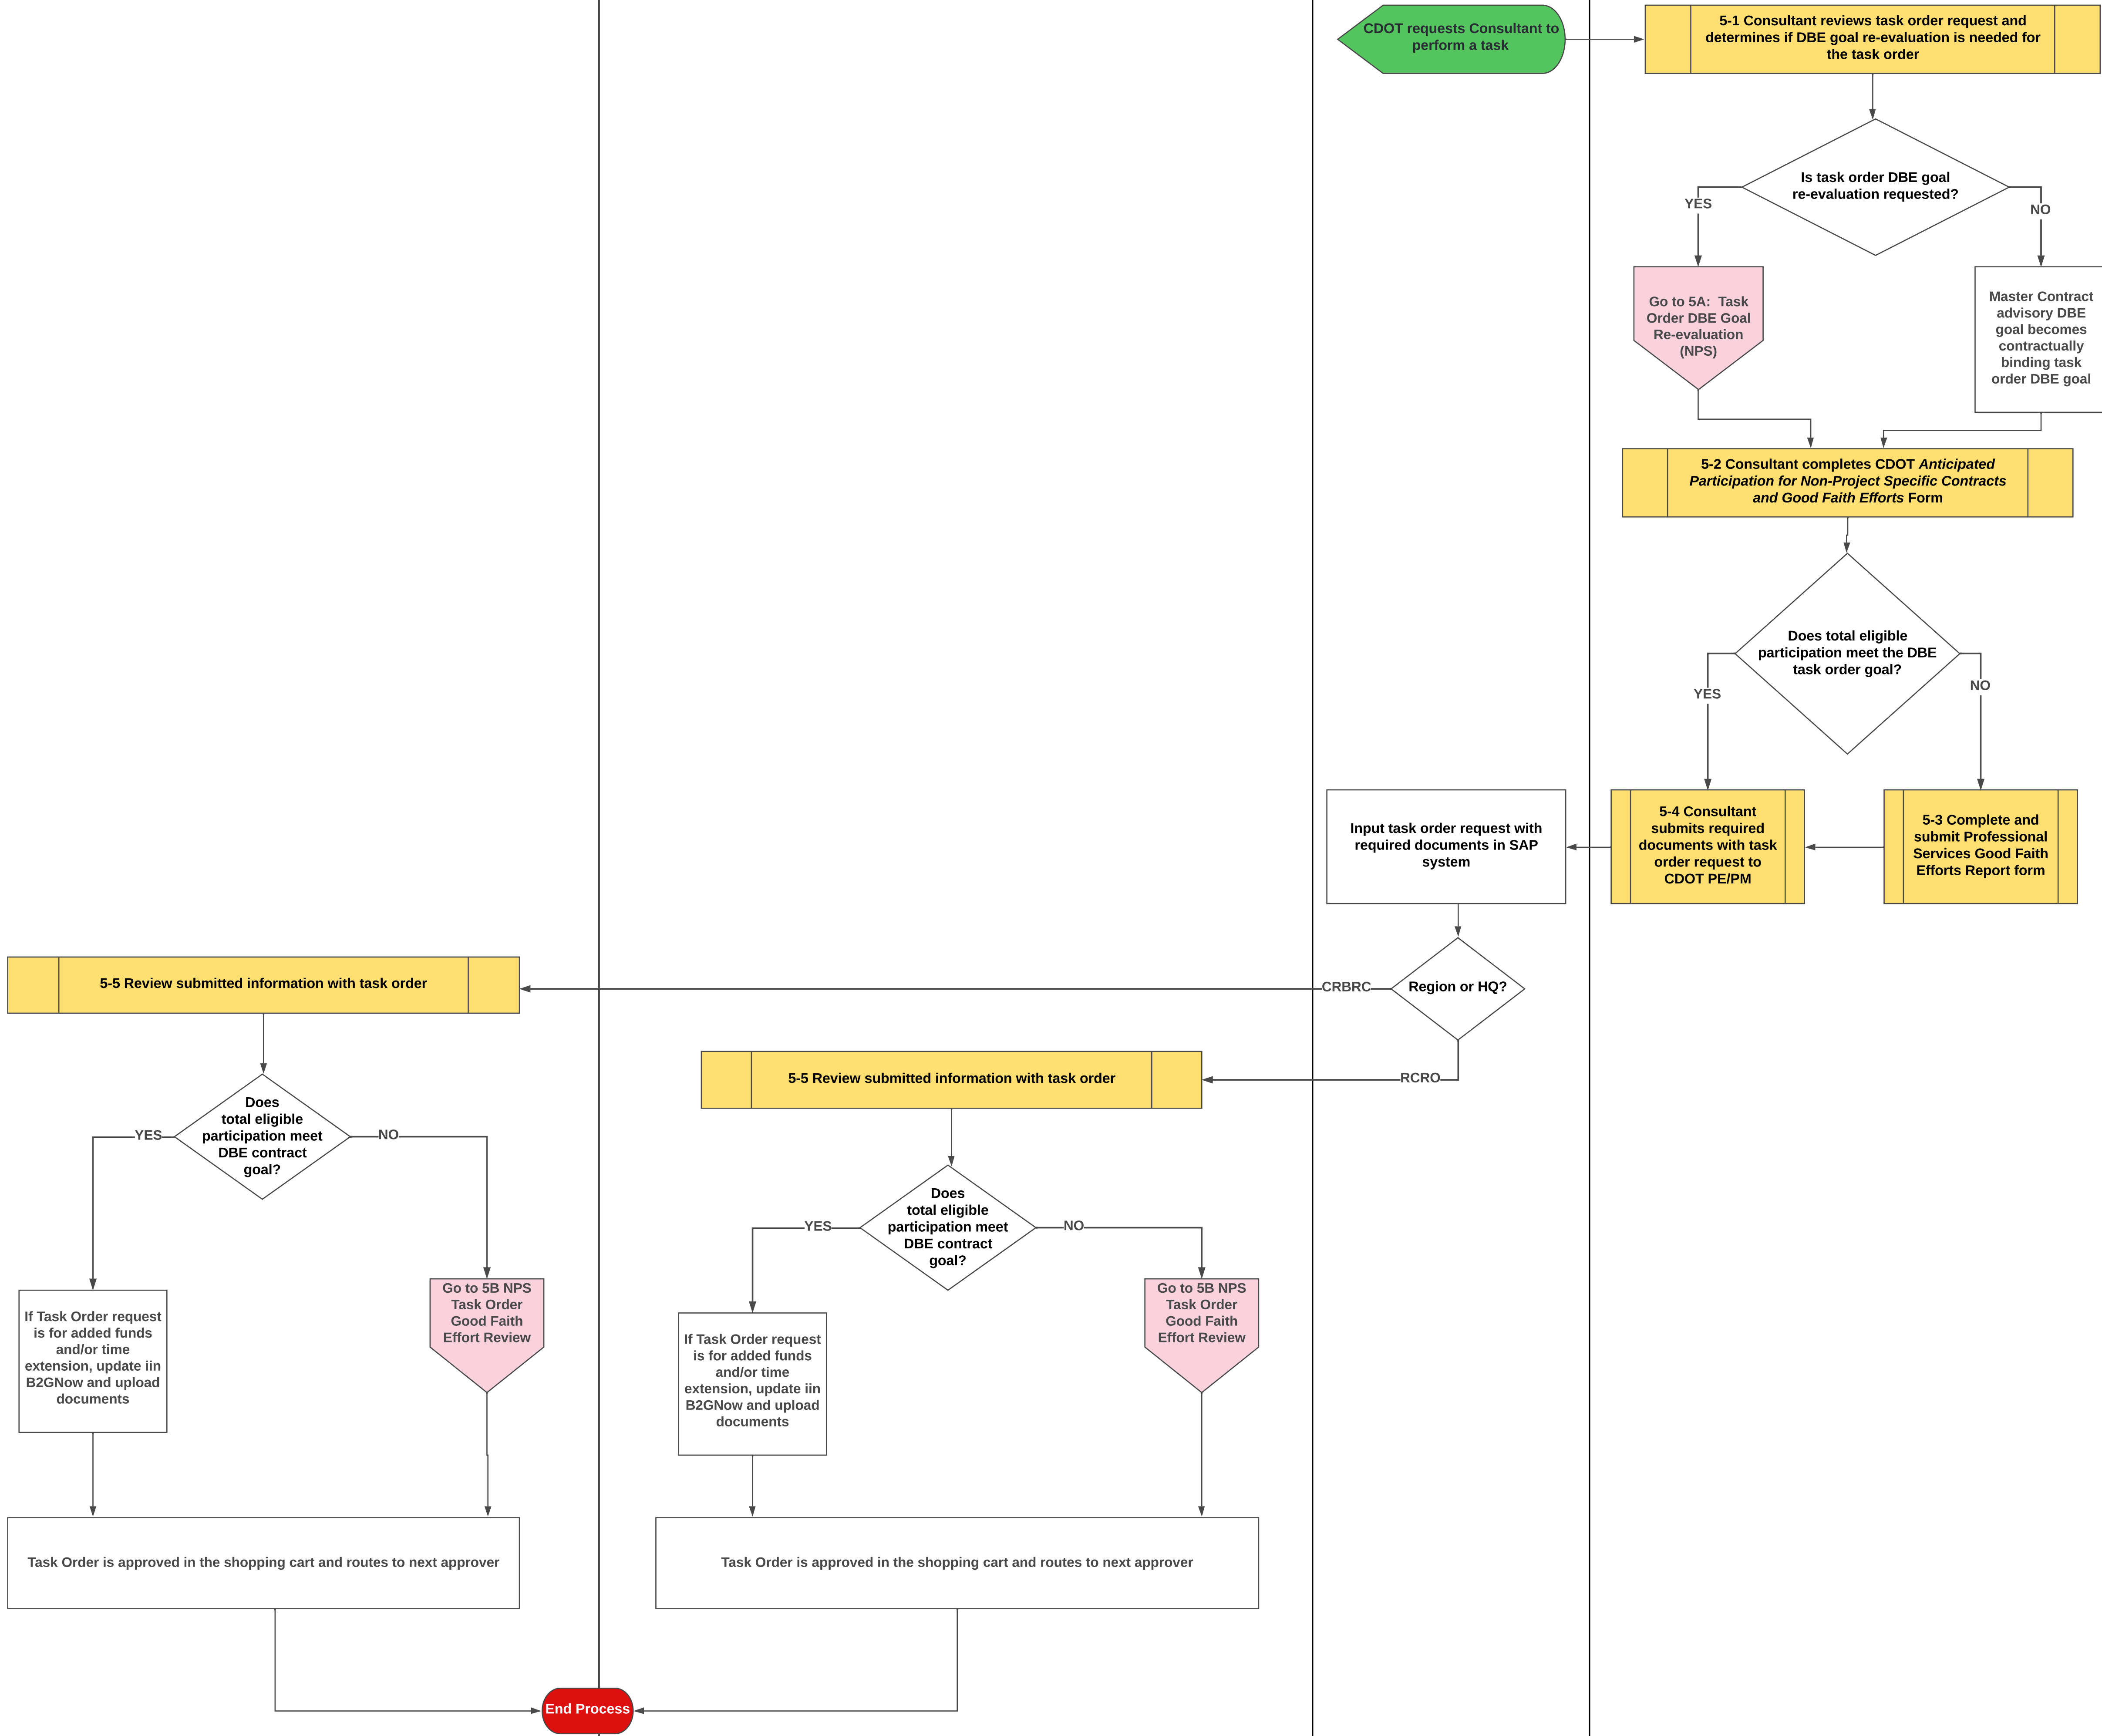 CDOT requests Consultant to
perform a task
5-1 Consultant reviews task order request and
determines if DBE goal re-evaluation is needed for
the task order
Is task order DBE goal
re-evaluation requested?
YES
NO
Go to 5A:  Task
Order DBE Goal
Re-evaluation
(NPS)
Master Contract
advisory DBE
goal becomes
contractually
binding task
order DBE goal
5-2 Consultant completes CDOT Anticipated
Participation for Non-Project Specific Contracts
and Good Faith Efforts Form
Does total eligible
participation meet the DBE
task order goal?
YES
NO
5-3 Complete and
submit Professional
Services Good Faith
Efforts Report form
5-4 Consultant
submits required
documents with task
order request to
CDOT PE/PM
Input task order request with
required documents in SAP
system
Region or HQ?
CRBRC
RCRO
5-5 Review submitted information with task order
Does
total eligible
participation meet
DBE contract
goal?
YES
NO
If Task Order request
is for added funds
and/or time
extension, update iin
B2GNow and upload
documents
Go to 5B NPS
Task Order
Good Faith
Effort Review
Task Order is approved in the shopping cart and routes to next approver
5-5 Review submitted information with task order
Does
total eligible
participation meet
DBE contract
goal?
YES
NO
If Task Order request
is for added funds
and/or time
extension, update iin
B2GNow and upload
documents
Go to 5B NPS
Task Order
Good Faith
Effort Review
Task Order is approved in the shopping cart and routes to next approver
End Process